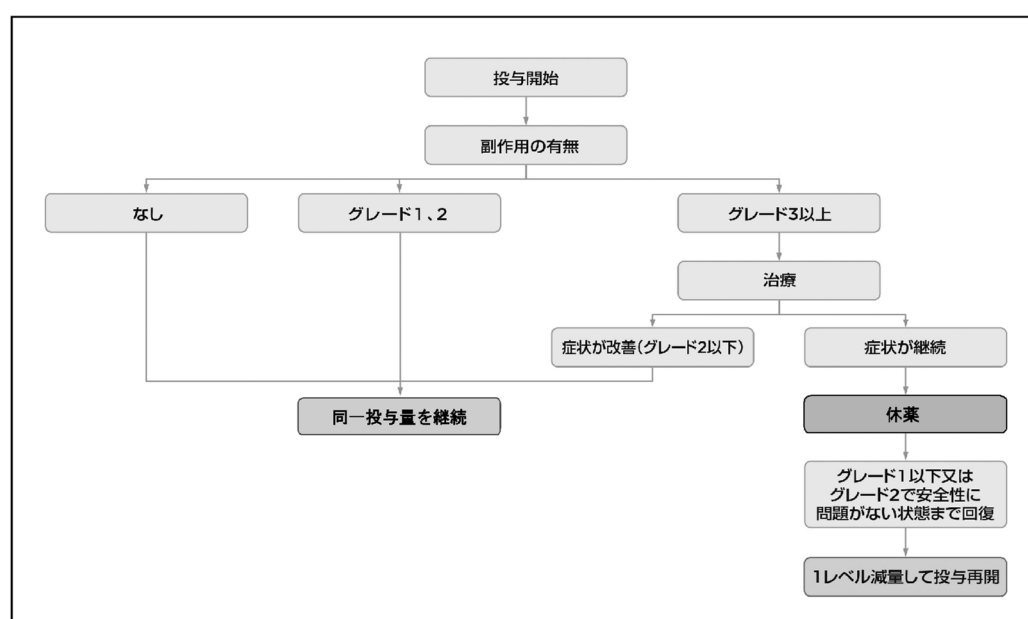 投与開始
副作用の有無
なし
グレード1、2
グレード3以上
治療
症状が改善(グレード2以下)
症状が継続
同一投与量を継続
休薬
グレード1以下又は
グレード2で安全性に
問題がない状態まで回復
1レベル減量して投与再開